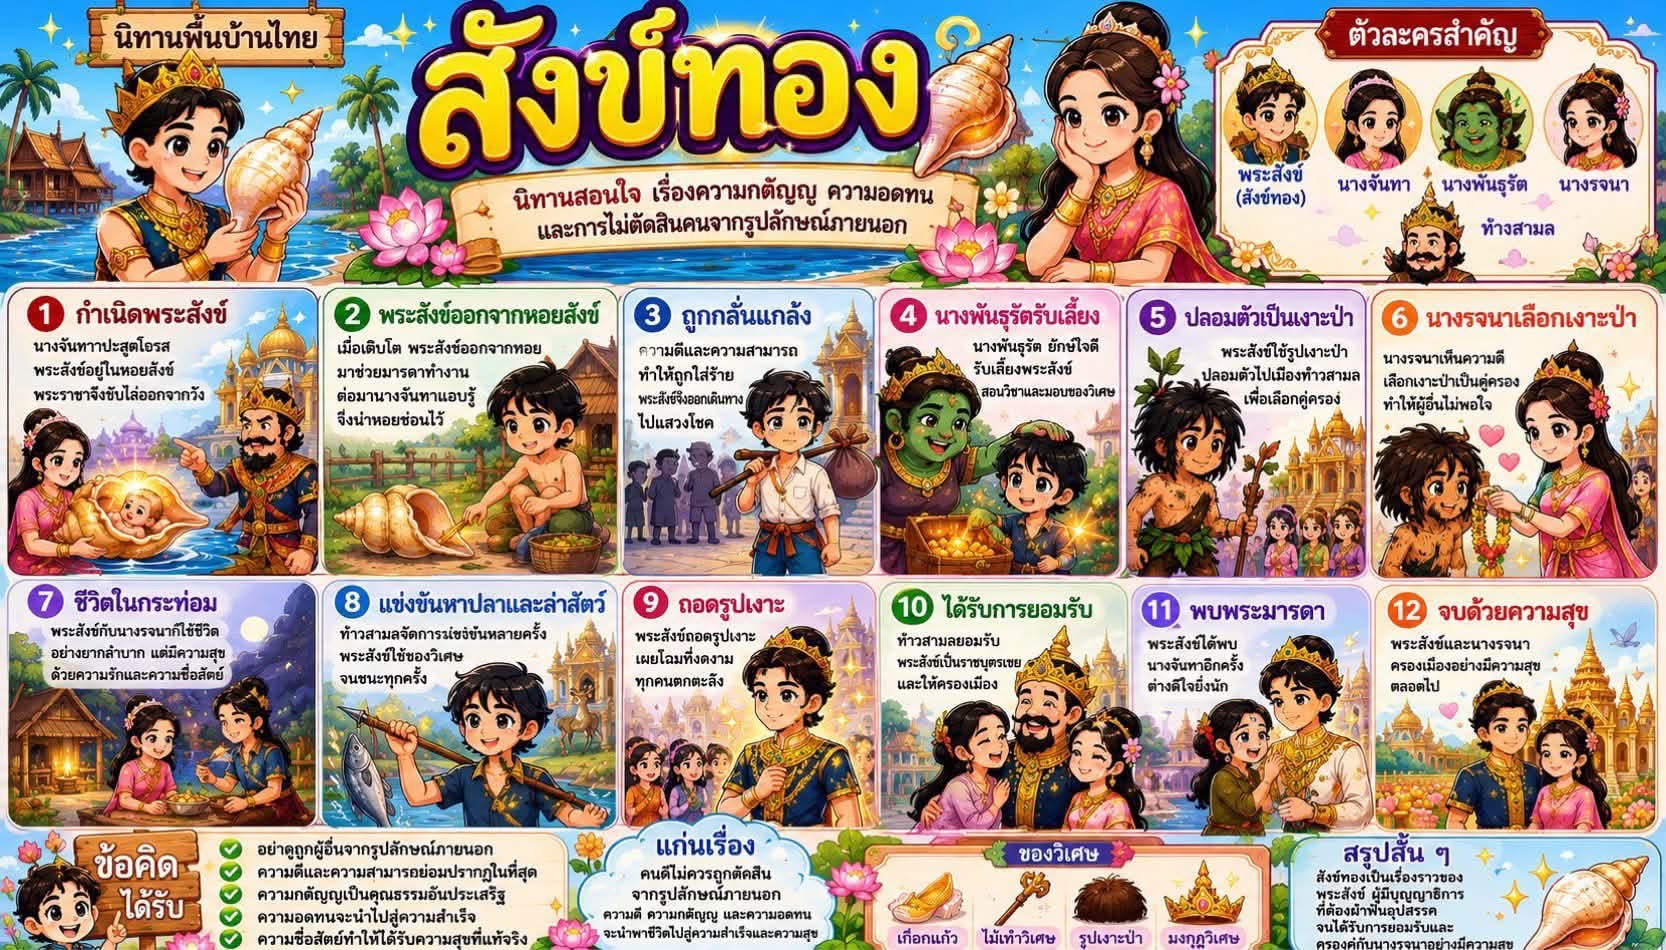 นิทานพื้นบ้านไทย
สังข์ทอง
นิทานสอนใจ เรื่องความกตัญญู ความอดทน
และการไม่ตัดสินคนจากรูปลักษณ์ภายนอก
ตัวละครสำคัญ
พระสังข์
(สังข์ทอง)
นางจันทา
นางพันธุรัต
นางรจนา
ท้าวสามล
1 กำเนิดพระสังข์
นางจันทาประสูตโอรส
พระสังข์อยู่ในหอยสังข์
พระราชาจึงขับไล่ออกจากวัง
2 พระสังข์ออกจากหอยสังข์
เมื่อเติบโต พระสังข์ออกจากหอย
มาช่วยมารดาทำงาน
ต่อมานางจันทาแอบรู้
จึงนำหอยซ่อนไว้
3 ถูกกลั่นแกล้ง
ความดีและความสามารถ
ทำให้ถูกใส่ร้าย
พระสังข์จึงออกเดินทาง
ไปแสวงโชค
4 นางพันธุรัตรับเลี้ยง
นางพันธุรัต ยักษ์ใจดี
รับเลี้ยงพระสังข์
สอนวิชาและมอบของวิเศษ
5 ปลอมตัวเป็นเงาะป่า
พระสังข์ใช้รูปเงาะป่า
ปลอมตัวไปเมืองท้าวสามล
เพื่อเลือกคู่ครอง
6 นางรจนาเลือกเงาะป่า
นางรจนาเห็นความดี
เลือกเงาะป่าเป็นคู่ครอง
ทำให้ผู้อื่นไม่พอใจ
7 ชีวิตในกระท่อม
พระสังข์กับนางรจนาก็ใช้ชีวิต
อย่างยากลำบาก แต่มีความสุข
ด้วยความรักและความซื่อสัตย์
8 แข่งขันหาปลาและล่าสัตว์
ท้าวสามลจัดการแข่งขันหลายครั้ง
พระสังข์ใช้ของวิเศษ
จนชนะทุกครั้ง
9 ถอดรูปเงาะ
พระสังข์ถอดรูปเงาะ
เผยโฉมที่งดงาม
ทุกคนตกตะลึง
10 ได้รับการยอมรับ
ท้าวสามลยอมรับ
พระสังข์เป็นราชบุตรเขย
และให้ครองเมือง
11 พบพระมารดา
พระสังข์ได้พบ
นางจันทาอีกครั้ง
ต่างดีใจยิ่งนัก
12 จบด้วยความสุข
พระสังข์และนางรจนา
ครองเมืองอย่างมีความสุข
ตลอดไป
ข้อคิด
ได้รับ
อย่าดูถูกผู้อื่นจากรูปลักษณ์ภายนอก
ความดีและความสามารถย่อมปรากฏในที่สุด
ความกตัญญูเป็นคุณธรรมอันประเสริฐ
ความอดทนจะนำไปสู่ความสำเร็จ
ความซื่อสัตย์ทำให้ได้รับความสุขที่แท้จริง
แก่นเรื่อง
คนดีไม่ควรถูกตัดสิน
จากรูปลักษณ์ภายนอก
ความดี ความกตัญญู และความอดทน
จะนำพาชีวิตไปสู่ความสำเร็จและความสุข
ของวิเศษ
เกือกแก้ว
ไม้เท้าวิเศษ
รูปเงาะป่า
มงกุฎวิเศษ
สรุปสั้น ๆ
สังข์ทองเป็นเรื่องราวของ
พระสังข์ ผู้มีบุญญาธิการ
ที่ต้องฝ่าฟันอุปสรรค
จนได้รับการยอมรับและ
ครองคู่กับนางรจนาอย่างมีความสุข